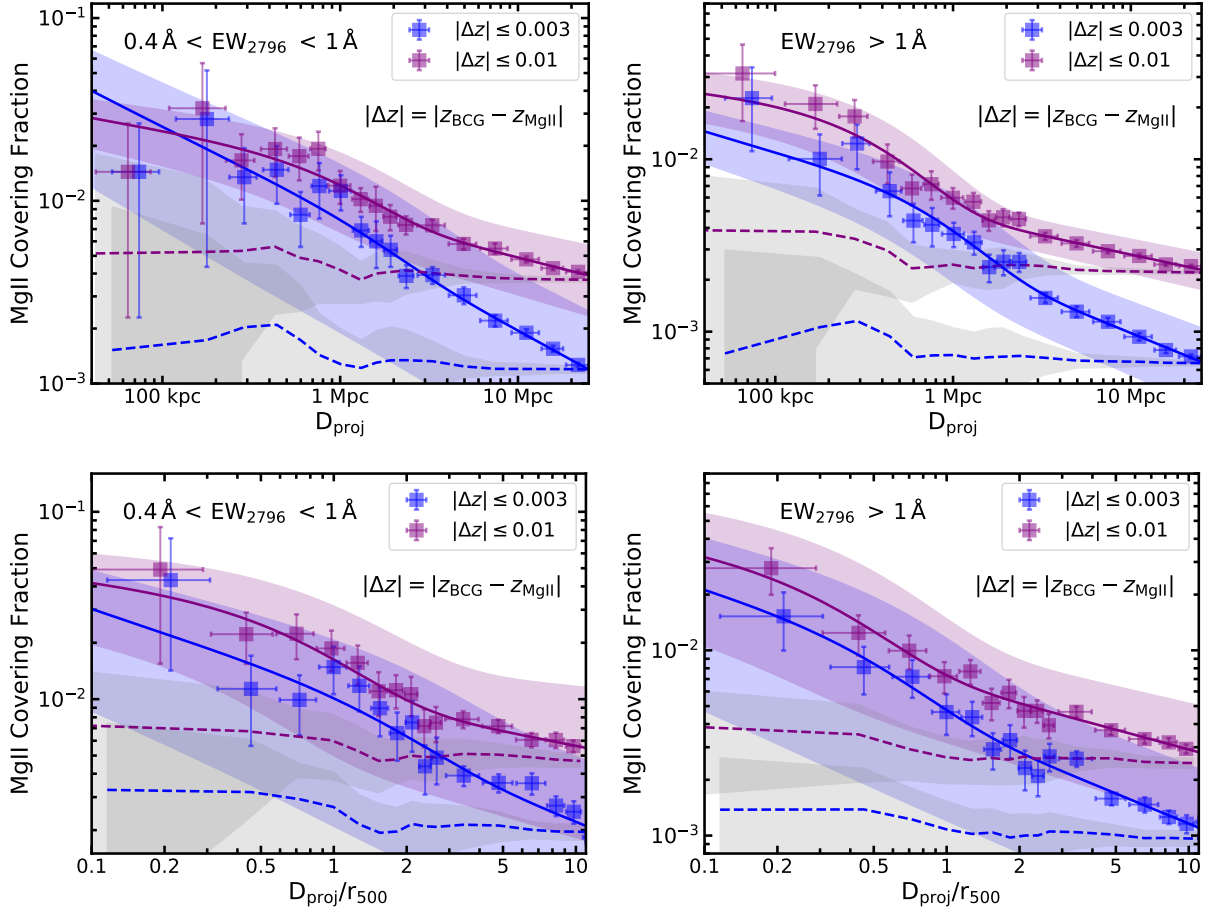 0.4 Å < EW₂₇₉₆ < 1 Å
|Δz| ≤ 0.003
|Δz| ≤ 0.01
|Δz| = |z_BCG − z_MgII|
MgII Covering Fraction
10⁻¹
10⁻²
10⁻³
100 kpc 1 Mpc 10 Mpc
D_proj
EW₂₇₉₆ > 1 Å
|Δz| ≤ 0.003
|Δz| ≤ 0.01
|Δz| = |z_BCG − z_MgII|
MgII Covering Fraction
10⁻²
10⁻³
100 kpc 1 Mpc 10 Mpc
D_proj
0.4 Å < EW₂₇₉₆ < 1 Å
|Δz| ≤ 0.003
|Δz| ≤ 0.01
|Δz| = |z_BCG − z_MgII|
MgII Covering Fraction
10⁻¹
10⁻²
0.1 0.2 0.5 1 2 5 10
D_proj/r₅₀₀
EW₂₇₉₆ > 1 Å
|Δz| ≤ 0.003
|Δz| ≤ 0.01
|Δz| = |z_BCG − z_MgII|
MgII Covering Fraction
10⁻²
10⁻³
0.1 0.2 0.5 1 2 5 10
D_proj/r₅₀₀